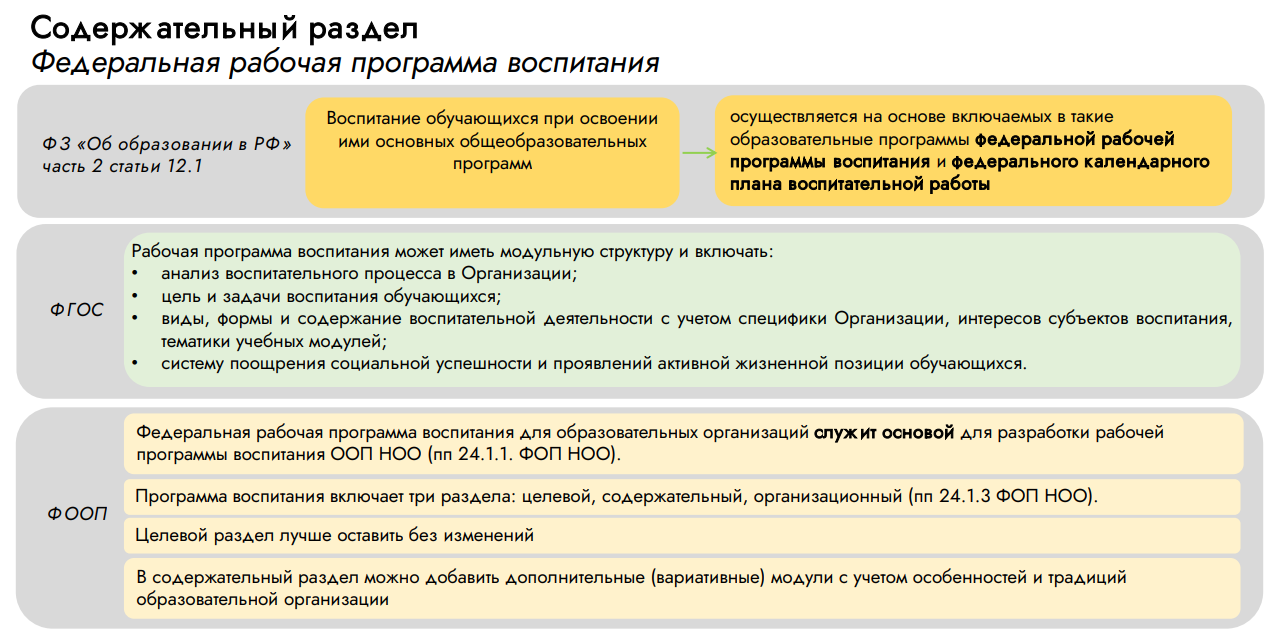 Содержательный раздел
Федеральная рабочая программа воспитания
ФЗ «Об образовании в РФ»
часть 2 статьи 12.1
Воспитание обучающихся при освоении
ими основных общеобразовательных
программ
осуществляется на основе включаемых в такие
образовательные программы федеральной рабочей
программы воспитания и федерального календарного
плана воспитательной работы
ФГОС
Рабочая программа воспитания может иметь модульную структуру и включать:
• анализ воспитательного процесса в Организации;
• цель и задачи воспитания обучающихся;
• виды, формы и содержание воспитательной деятельности с учетом специфики Организации, интересов субъектов воспитания,
тематики учебных модулей;
• систему поощрения социальной успешности и проявлений активной жизненной позиции обучающихся.
ФООП
Федеральная рабочая программа воспитания для образовательных организаций служит основой для разработки рабочей
программы воспитания ООП НОО (пп 24.1.1. ФОП НОО).
Программа воспитания включает три раздела: целевой, содержательный, организационный (пп 24.1.3 ФОП НОО).
Целевой раздел лучше оставить без изменений
В содержательный раздел можно добавить дополнительные (вариативные) модули с учетом особенностей и традиций
образовательной организации